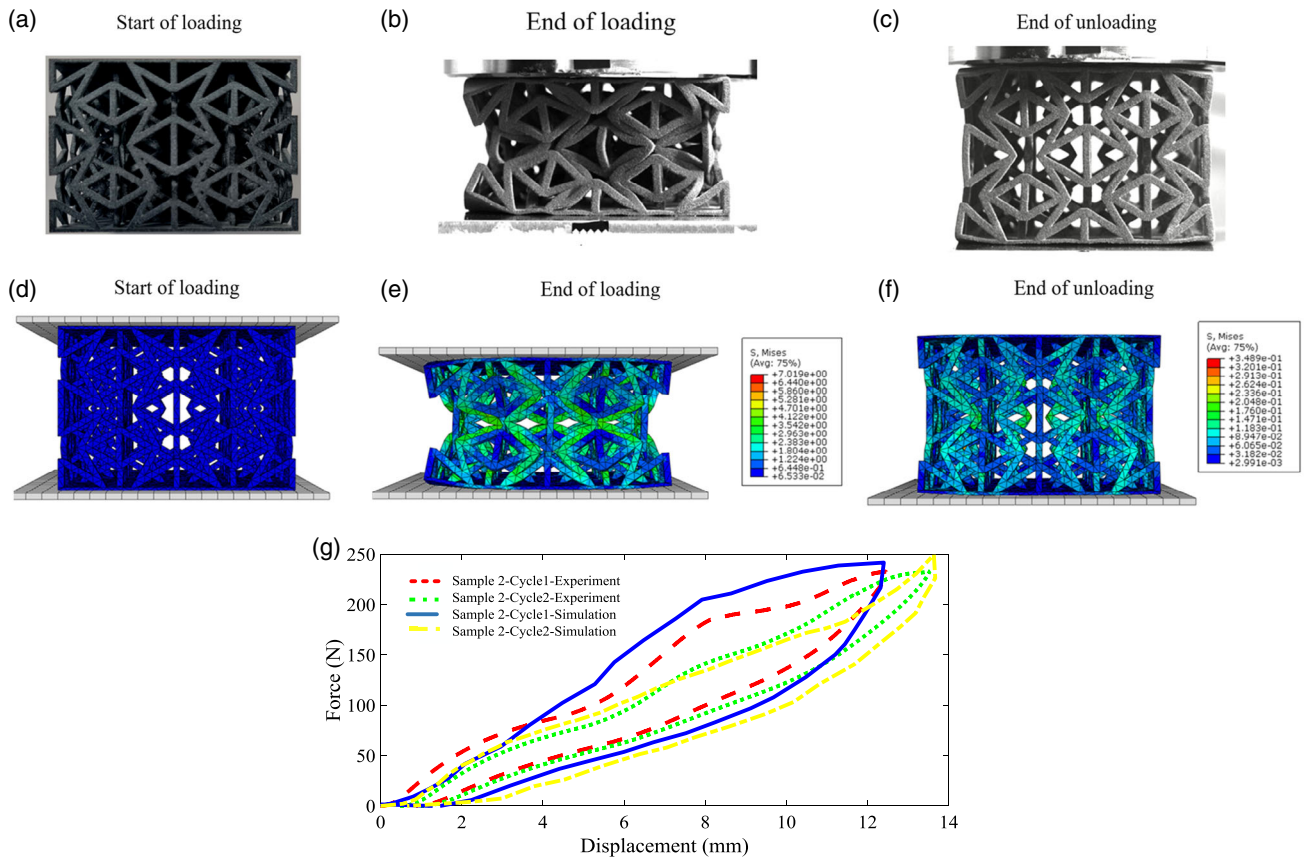 (a)
Start of loading
(b)
End of loading
(c)
End of unloading
(d)
Start of loading
(e)
End of loading
(f)
End of unloading
S, Mises
(Avg: 75%)
+7.019e+00
+6.440e+00
+5.860e+00
+5.281e+00
+4.701e+00
+4.122e+00
+3.542e+00
+2.963e+00
+2.383e+00
+1.804e+00
+1.224e+00
+6.448e-01
+6.533e-02
S, Mises
(Avg: 75%)
+3.489e-01
+3.201e-01
+2.913e-01
+2.624e-01
+2.336e-01
+2.048e-01
+1.760e-01
+1.471e-01
+1.183e-01
+8.947e-02
+6.065e-02
+3.182e-02
+2.991e-03
(g)
250
200
150
100
50
0
Force (N)
Sample 2-Cycle1-Experiment
Sample 2-Cycle2-Experiment
Sample 2-Cycle1-Simulation
Sample 2-Cycle2-Simulation
0 2 4 6 8 10 12 14
Displacement (mm)